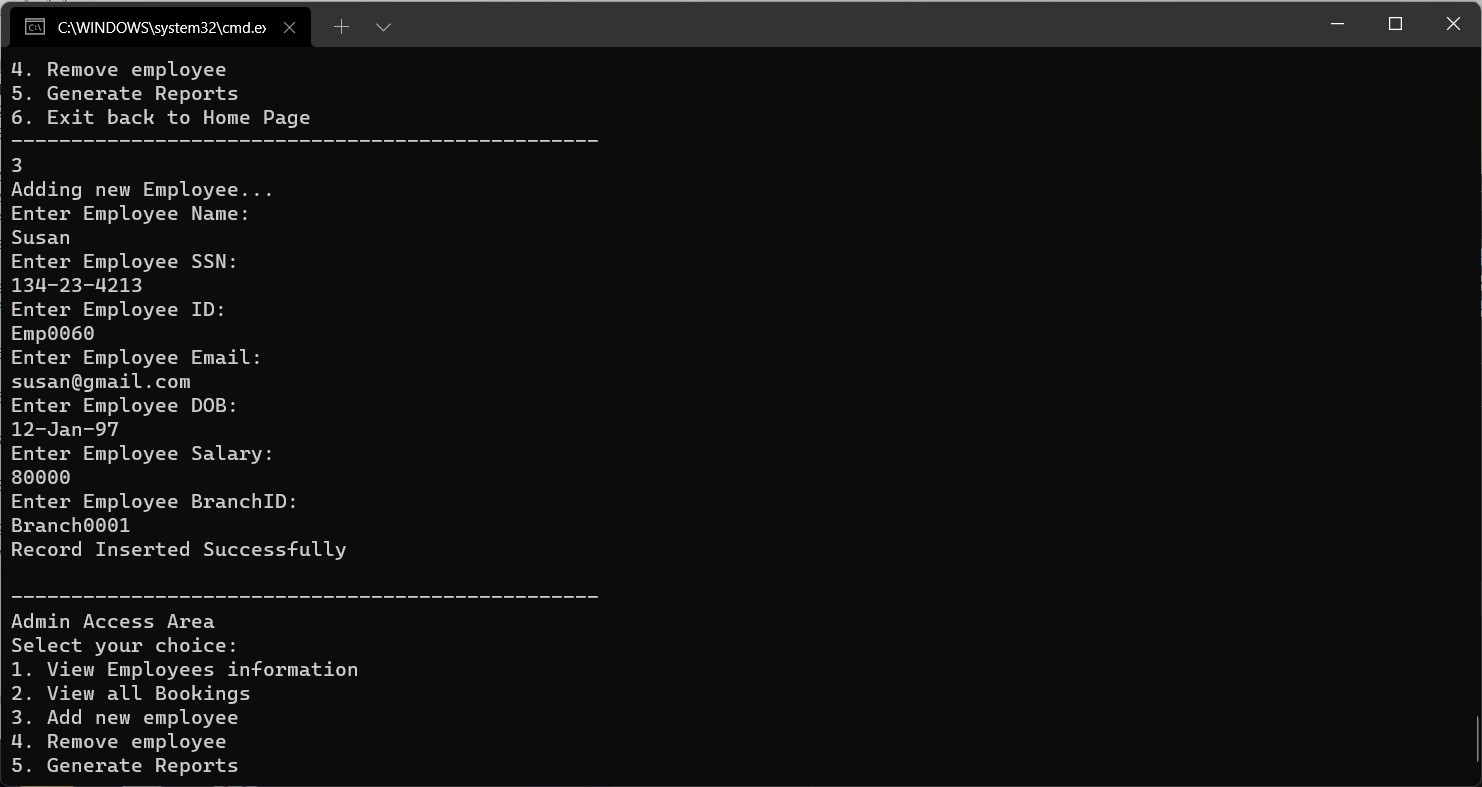 C:\WINDOWS\system32\cmd.ex
4. Remove employee
5. Generate Reports
6. Exit back to Home Page
-------------------------------------------------
3
Adding new Employee...
Enter Employee Name:
Susan
Enter Employee SSN:
134-23-4213
Enter Employee ID:
Emp0060
Enter Employee Email:
susan@gmail.com
Enter Employee DOB:
12-Jan-97
Enter Employee Salary:
80000
Enter Employee BranchID:
Branch0001
Record Inserted Successfully
-------------------------------------------------
Admin Access Area
Select your choice:
1. View Employees information
2. View all Bookings
3. Add new employee
4. Remove employee
5. Generate Reports